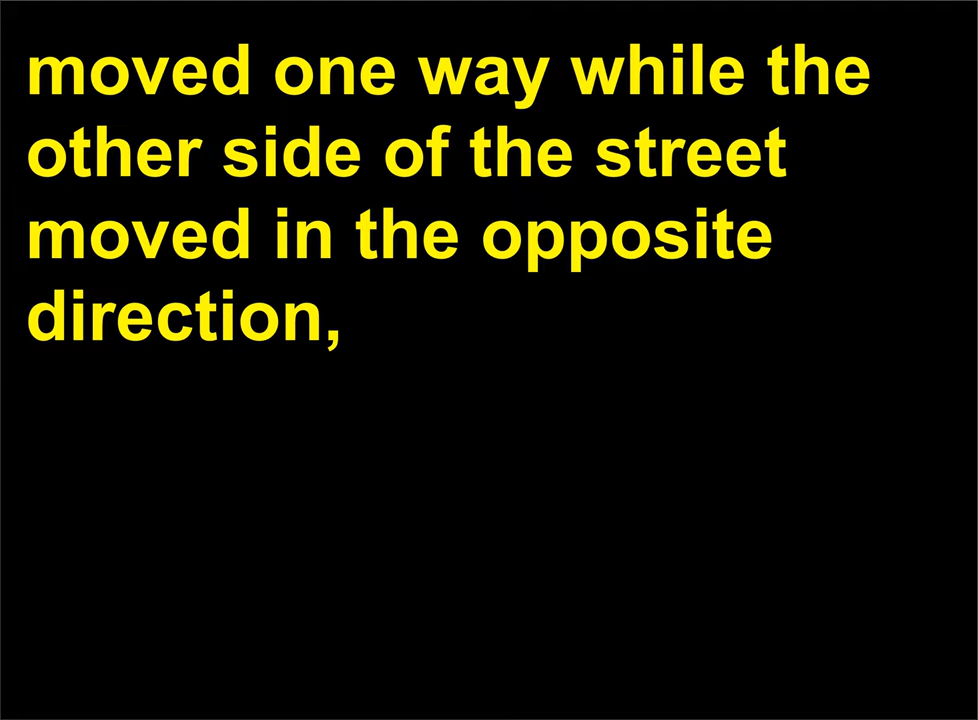 moved one way while the
other side of the street
moved in the opposite
direction,